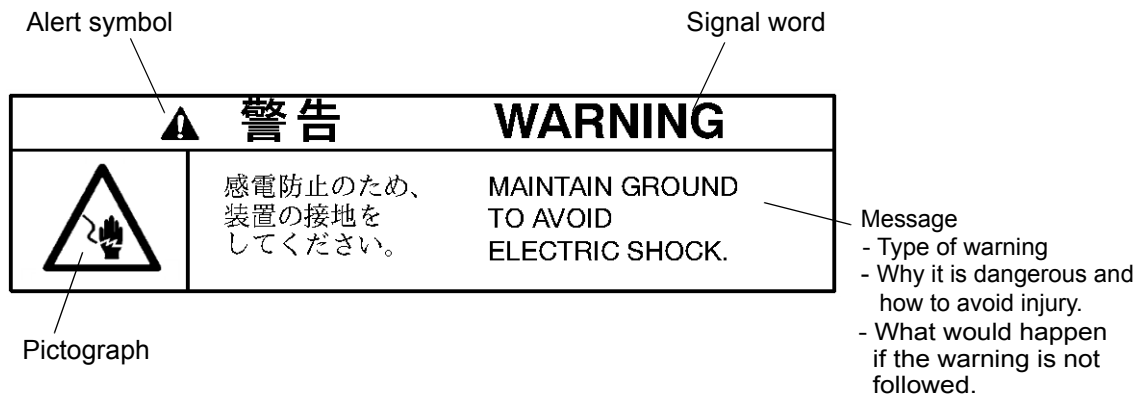 Alert symbol
Signal word
警告
WARNING
感電防止のため、
装置の接地を
してください。
MAINTAIN GROUND
TO AVOID
ELECTRIC SHOCK.
Message
- Type of warning
- Why it is dangerous and
how to avoid injury.
- What would happen
if the warning is not
followed.
Pictograph